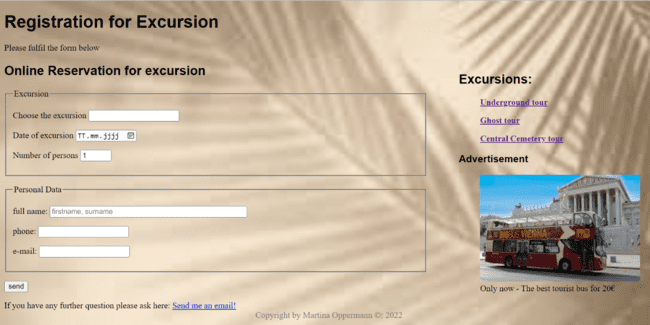 Registration for Excursion
Please fulfil the form below
Online Reservation for excursion
Excursion
Choose the excursion
Date of excursion TT.mm.jjjj
Number of persons 1
Personal Data
full name: firstname, surname
phone:
e-mail:
send
If you have any further question please ask here: Send me an email!
Excursions:
Underground tour
Ghost tour
Central Cemetery tour
Advertisement
Only now - The best tourist bus for 20€
Copyright by Martina Oppermann ©; 2022